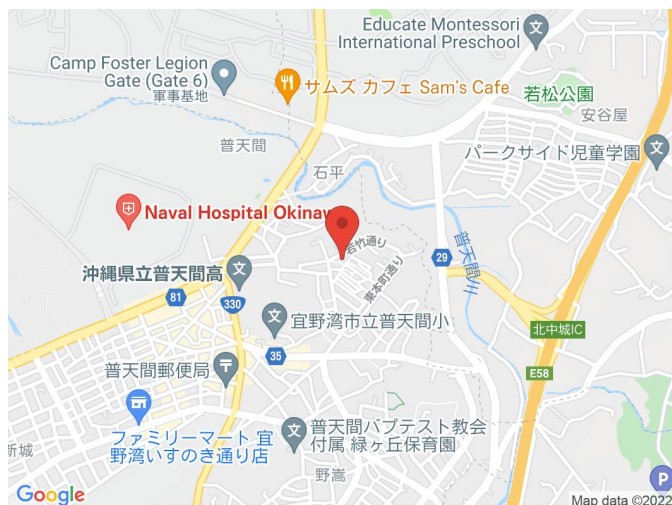 Educate Montessori
International Preschool
Camp Foster Legion
Gate (Gate 6)
軍事基地
サムズ カフェ Sam's Cafe
若松公園
安谷屋
普天間
パークサイド児童学園
石平
Naval Hospital Okinaw
若竹通り
東本町通り
普天間川
29
沖縄県立普天間高
81
330
宜野湾市立普天間小
北中城IC
35
E58
普天間郵便局
ファミリーマート 宜
野湾いすのき通り店
普天間バプテスト教会
付属 緑ヶ丘保育園
新城
野嵩
P
Google
Map data ©2022